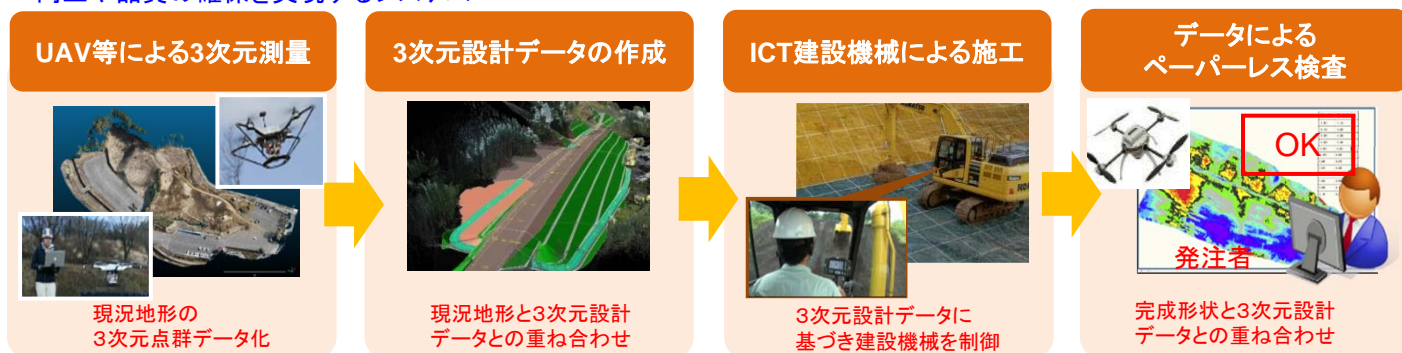 UAV等による3次元測量
現況地形の
3次元点群データ化
3次元設計データの作成
現況地形と3次元設計
データとの重ね合わせ
ICT建設機械による施工
3次元設計データに
基づき建設機械を制御
データによる
ペーパーレス検査
OK
発注者
完成形状と3次元設計
データとの重ね合わせ